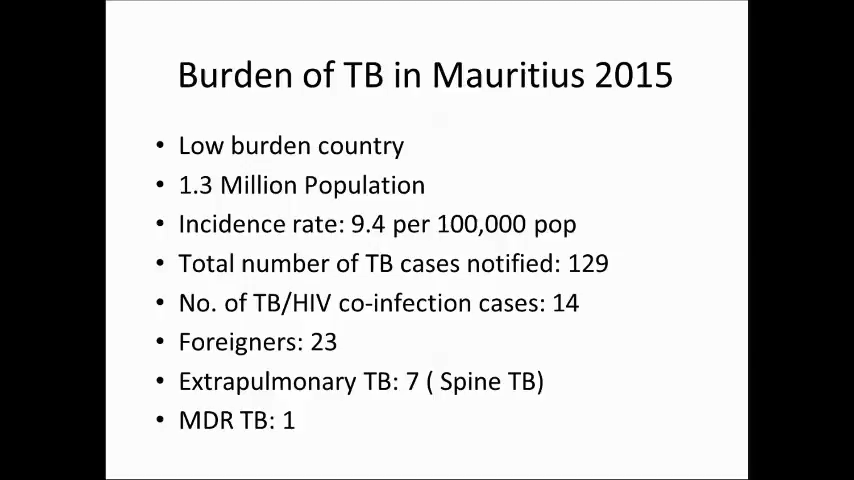 Burden of TB in Mauritius 2015
• Low burden country
• 1.3 Million Population
• Incidence rate: 9.4 per 100,000 pop
• Total number of TB cases notified: 129
• No. of TB/HIV co-infection cases: 14
• Foreigners: 23
• Extrapulmonary TB: 7 ( Spine TB)
• MDR TB: 1